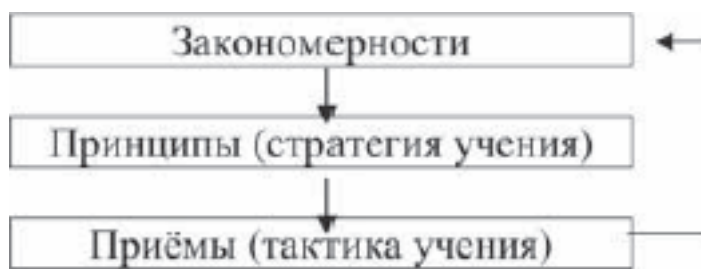 Закономерности
Принципы (стратегия учения)
Приёмы (тактика учения)